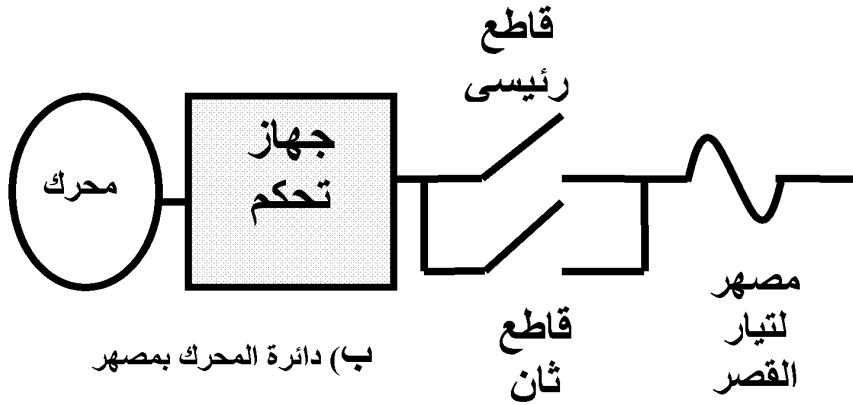 قاطع
رئيسى
جهاز
تحكم
محرك
مصهر
لتيار
القصر
قاطع
ثان
ب) دائرة المحرك بمصهر